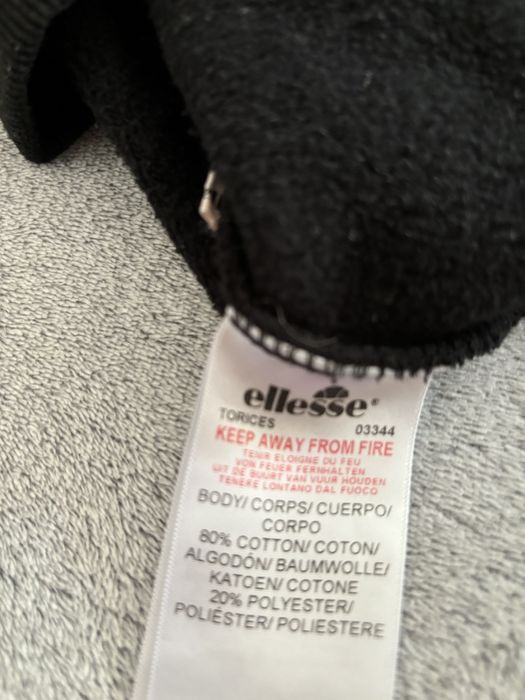 ellesse®
TORICES 03344
KEEP AWAY FROM FIRE
TENIR ELOIGNE DU FEU
VON FEUER FERNHALTEN
UIT DE BUURT VAN VUUR HOUDEN
TENERE LONTANO DAL FUOCO
BODY/ CORPS/ CUERPO/
CORPO
80% COTTON/ COTON/
ALGODÓN/ BAUMWOLLE/
KATOEN/ COTONE
20% POLYESTER/
POLIÉSTER/ POLIESTERE